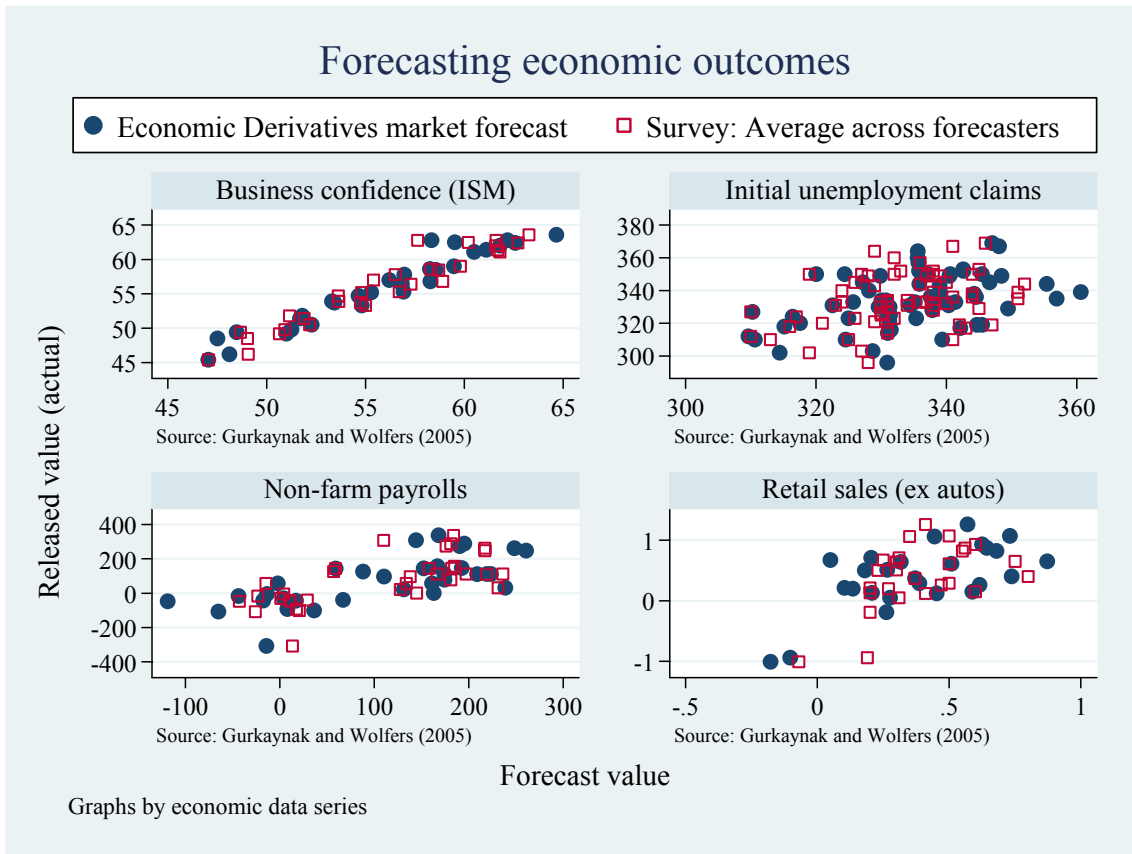 Forecasting economic outcomes
Economic Derivatives market forecast
Survey: Average across forecasters
Released value (actual)
Business confidence (ISM)
65
60
55
50
45
45 50 55 60 65
Source: Gurkaynak and Wolfers (2005)
Initial unemployment claims
380
360
340
320
300
300 320 340 360
Source: Gurkaynak and Wolfers (2005)
Non-farm payrolls
400
200
0
-200
-400
-100 0 100 200 300
Source: Gurkaynak and Wolfers (2005)
Retail sales (ex autos)
1
0
-1
-.5 0 .5 1
Source: Gurkaynak and Wolfers (2005)
Forecast value
Graphs by economic data series